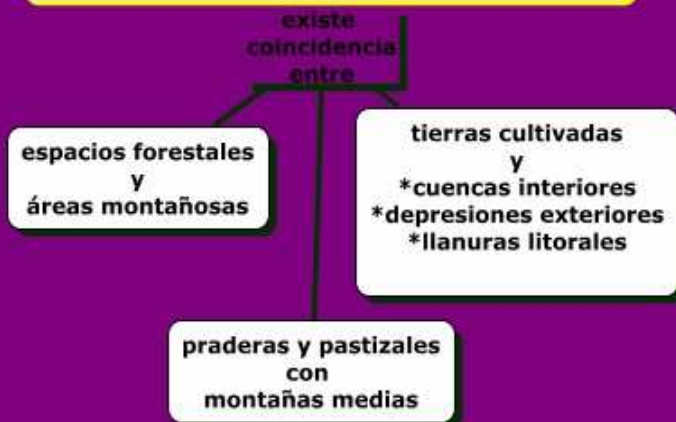 existe
coincidencia
entre
espacios forestales
y
áreas montañosas
tierras cultivadas
y
*cuencas interiores
*depresiones exteriores
*llanuras litorales
praderas y pastizales
con
montañas medias